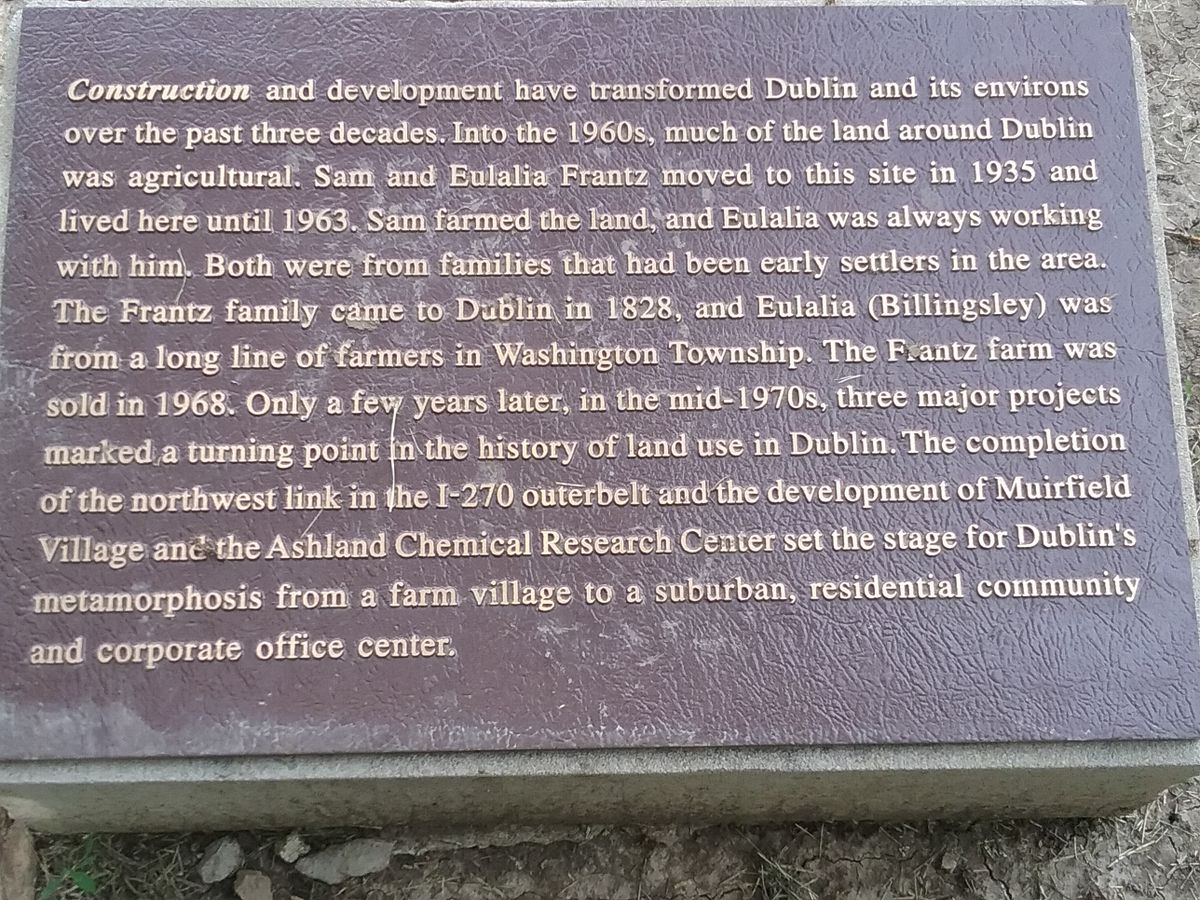 Construction and development have transformed Dublin and its environs
over the past three decades. Into the 1960s, much of the land around Dublin
was agricultural. Sam and Eulalia Frantz moved to this site in 1935 and
lived here until 1963. Sam farmed the land, and Eulalia was always working
with him. Both were from families that had been early settlers in the area.
The Frantz family came to Dublin in 1828, and Eulalia (Billingsley) was
from a long line of farmers in Washington Township. The Frantz farm was
sold in 1968. Only a few years later, in the mid-1970s, three major projects
marked a turning point in the history of land use in Dublin. The completion
of the northwest link in the I-270 outerbelt and the development of Muirfield
Village and the Ashland Chemical Research Center set the stage for Dublin's
metamorphosis from a farm village to a suburban, residential community
and corporate office center.